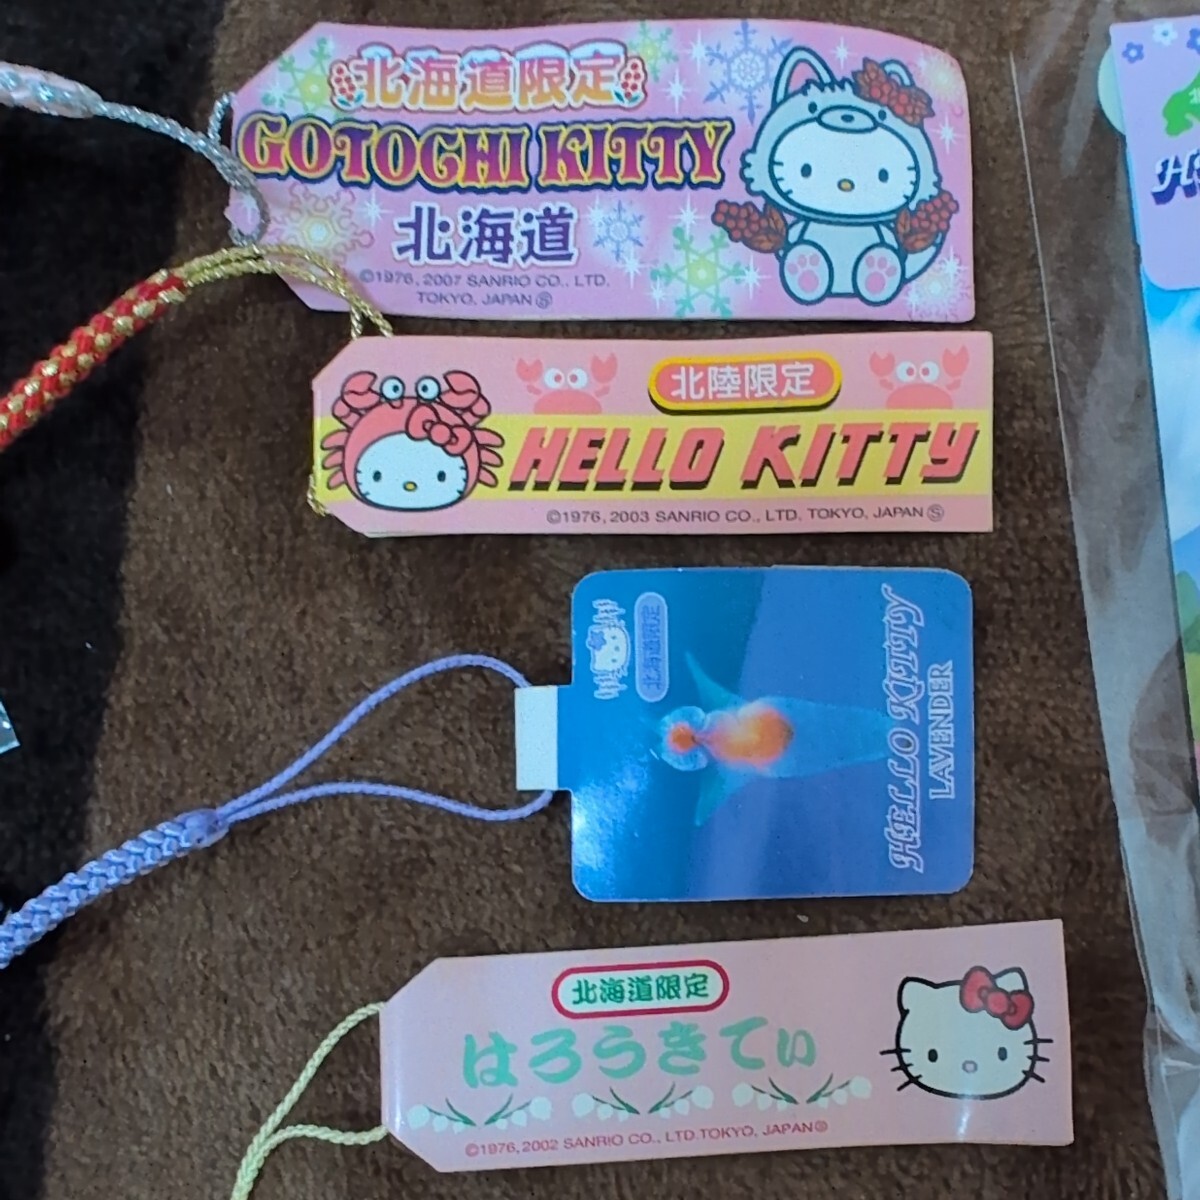 北海道限定
GOTOCHI KITTY
北海道
©1976, 2007 SANRIO CO., LTD.
TOKYO, JAPAN Ⓢ
北陸限定
HELLO KITTY
©1976, 2003 SANRIO CO., LTD. TOKYO, JAPAN Ⓢ
北海道限定
HELLO KITTY
LAVENDER
北海道限定
はろうきてぃ
©1976, 2002 SANRIO CO., LTD.TOKYO, JAPAN Ⓢ